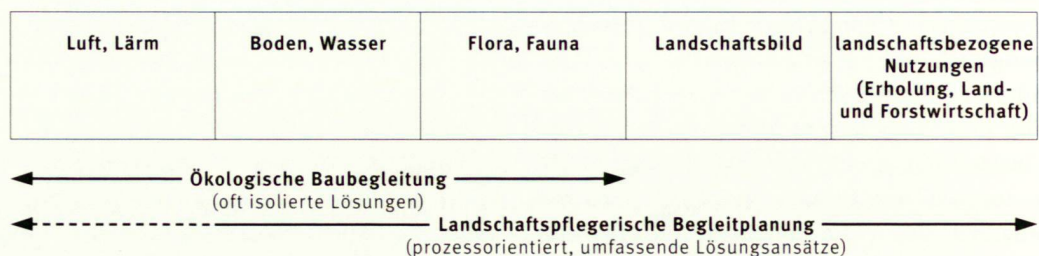 Luft, Lärm
Boden, Wasser
Flora, Fauna
Landschaftsbild
landschaftsbezogene
Nutzungen
(Erholung, Land-
und Forstwirtschaft)
Ökologische Baubegleitung
(oft isolierte Lösungen)
Landschaftspflegerische Begleitplanung
(prozessorientiert, umfassende Lösungsansätze)